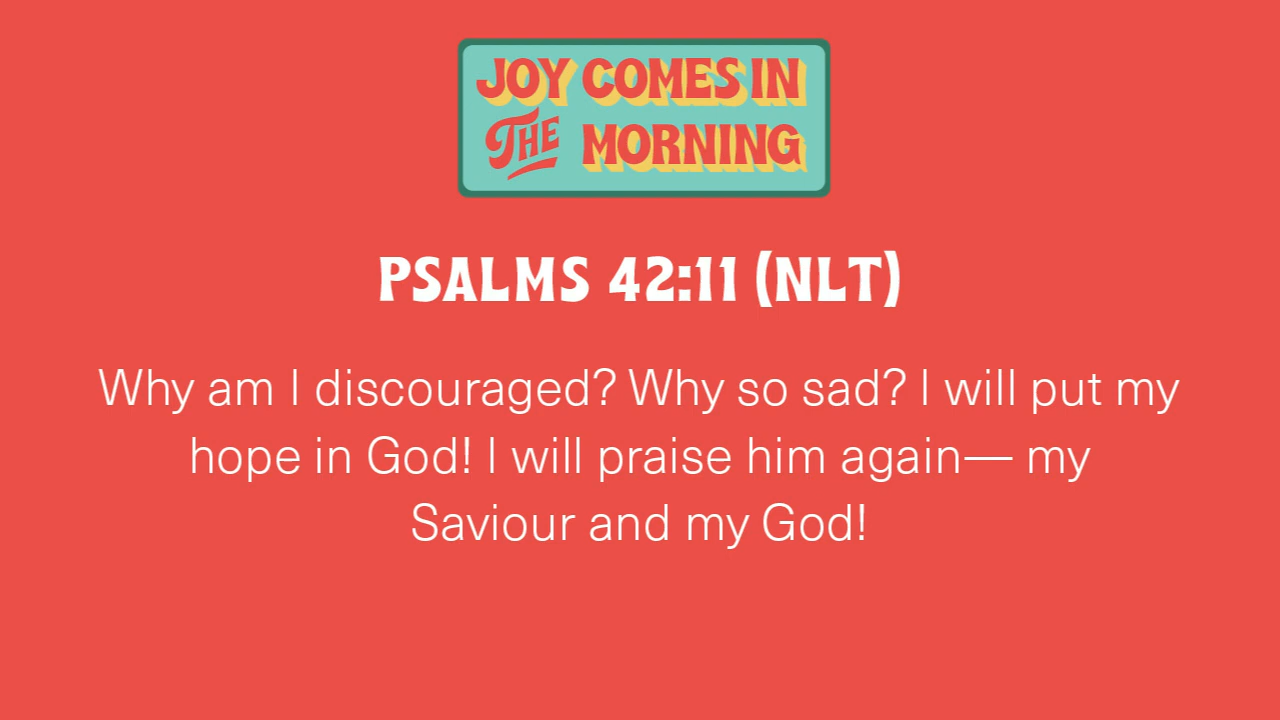 JOY COMES IN
THE MORNING
PSALMS 42:11 (NLT)
Why am I discouraged? Why so sad? I will put my
hope in God! I will praise him again— my
Saviour and my God!